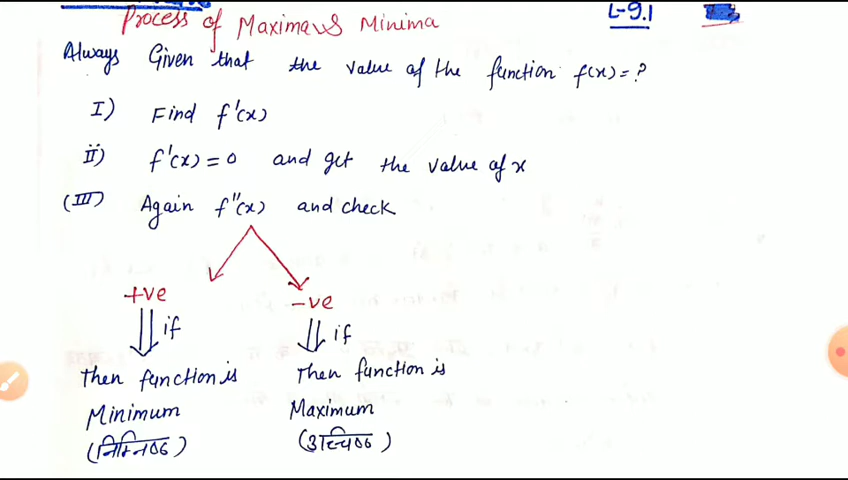 Process of Maxima & Minima
L-9.1
Always Given that the value of the function f(x)=?
I) Find f'(x)
ii) f'(x)=0 and get the value of x
(III) Again f"(x) and check
+ve
-ve
if
if
Then function is
Then function is
Minimum
Maximum